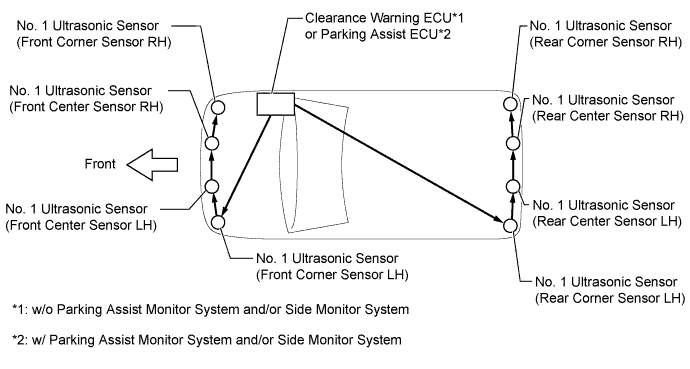 No. 1 Ultrasonic Sensor
(Front Corner Sensor RH)
Clearance Warning ECU*1
or Parking Assist ECU*2
No. 1 Ultrasonic Sensor
(Rear Corner Sensor RH)
No. 1 Ultrasonic Sensor
(Front Center Sensor RH)
No. 1 Ultrasonic Sensor
(Rear Center Sensor RH)
Front
No. 1 Ultrasonic Sensor
(Front Center Sensor LH)
No. 1 Ultrasonic Sensor
(Rear Center Sensor LH)
No. 1 Ultrasonic Sensor
(Front Corner Sensor LH)
No. 1 Ultrasonic Sensor
(Rear Corner Sensor LH)
*1: w/o Parking Assist Monitor System and/or Side Monitor System
*2: w/ Parking Assist Monitor System and/or Side Monitor System